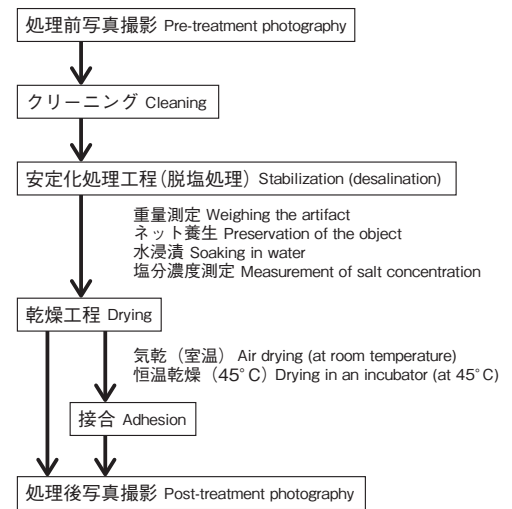 処理前写真撮影 Pre-treatment photography
クリーニング Cleaning
安定化処理工程（脱塩処理） Stabilization (desalination)
重量測定 Weighing the artifact
ネット養生 Preservation of the object
水浸漬 Soaking in water
塩分濃度測定 Measurement of salt concentration
乾燥工程 Drying
気乾（室温） Air drying (at room temperature)
恒温乾燥（45°C）Drying in an incubator (at 45°C)
接合 Adhesion
処理後写真撮影 Post-treatment photography